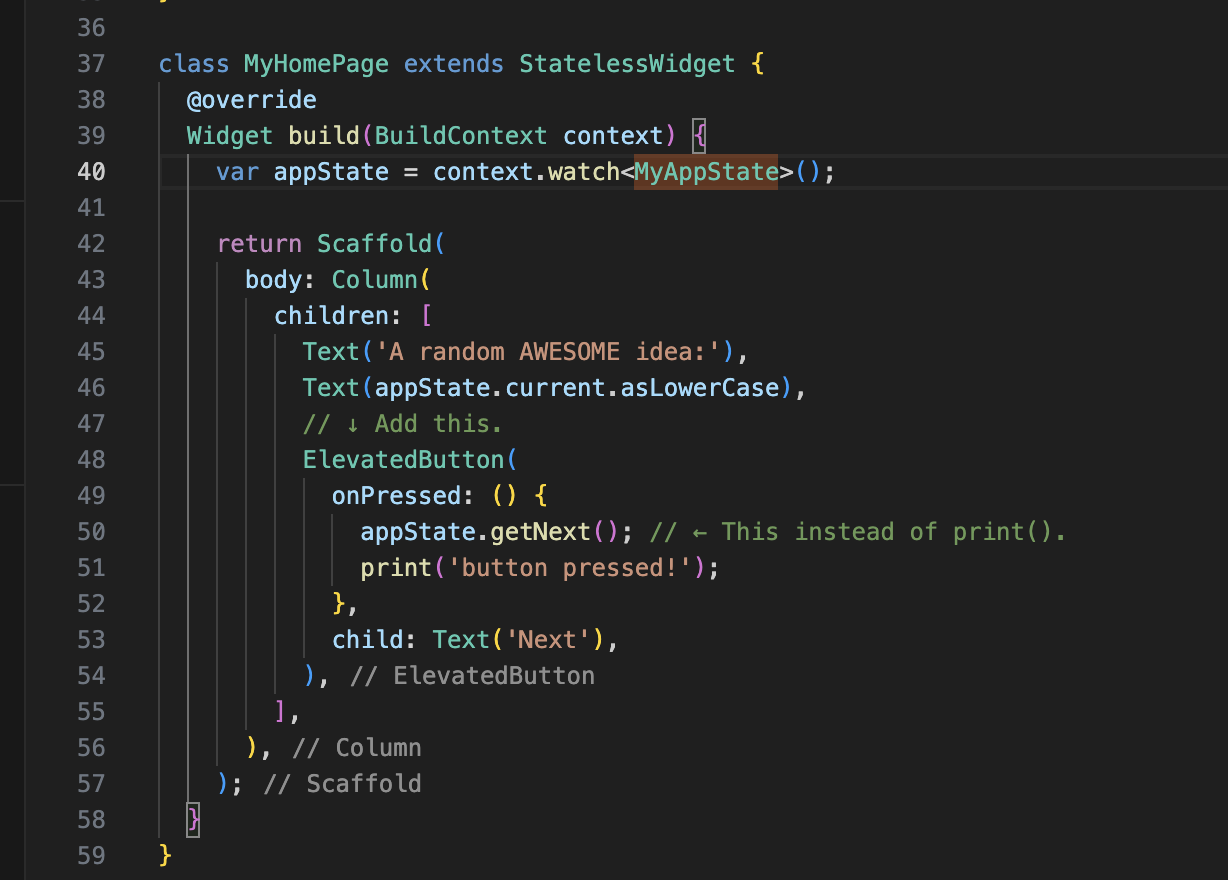 36
37 class MyHomePage extends StatelessWidget {
38 @override
39 Widget build(BuildContext context) {
40 var appState = context.watch<MyAppState>();
41
42 return Scaffold(
43 body: Column(
44 children: [
45 Text('A random AWESOME idea:'),
46 Text(appState.current.asLowerCase),
47 // ↓ Add this.
48 ElevatedButton(
49 onPressed: () {
50 appState.getNext(); // ← This instead of print().
51 print('button pressed!');
52 },
53 child: Text('Next'),
54 ), // ElevatedButton
55 ],
56 ), // Column
57 ); // Scaffold
58 }
59 }